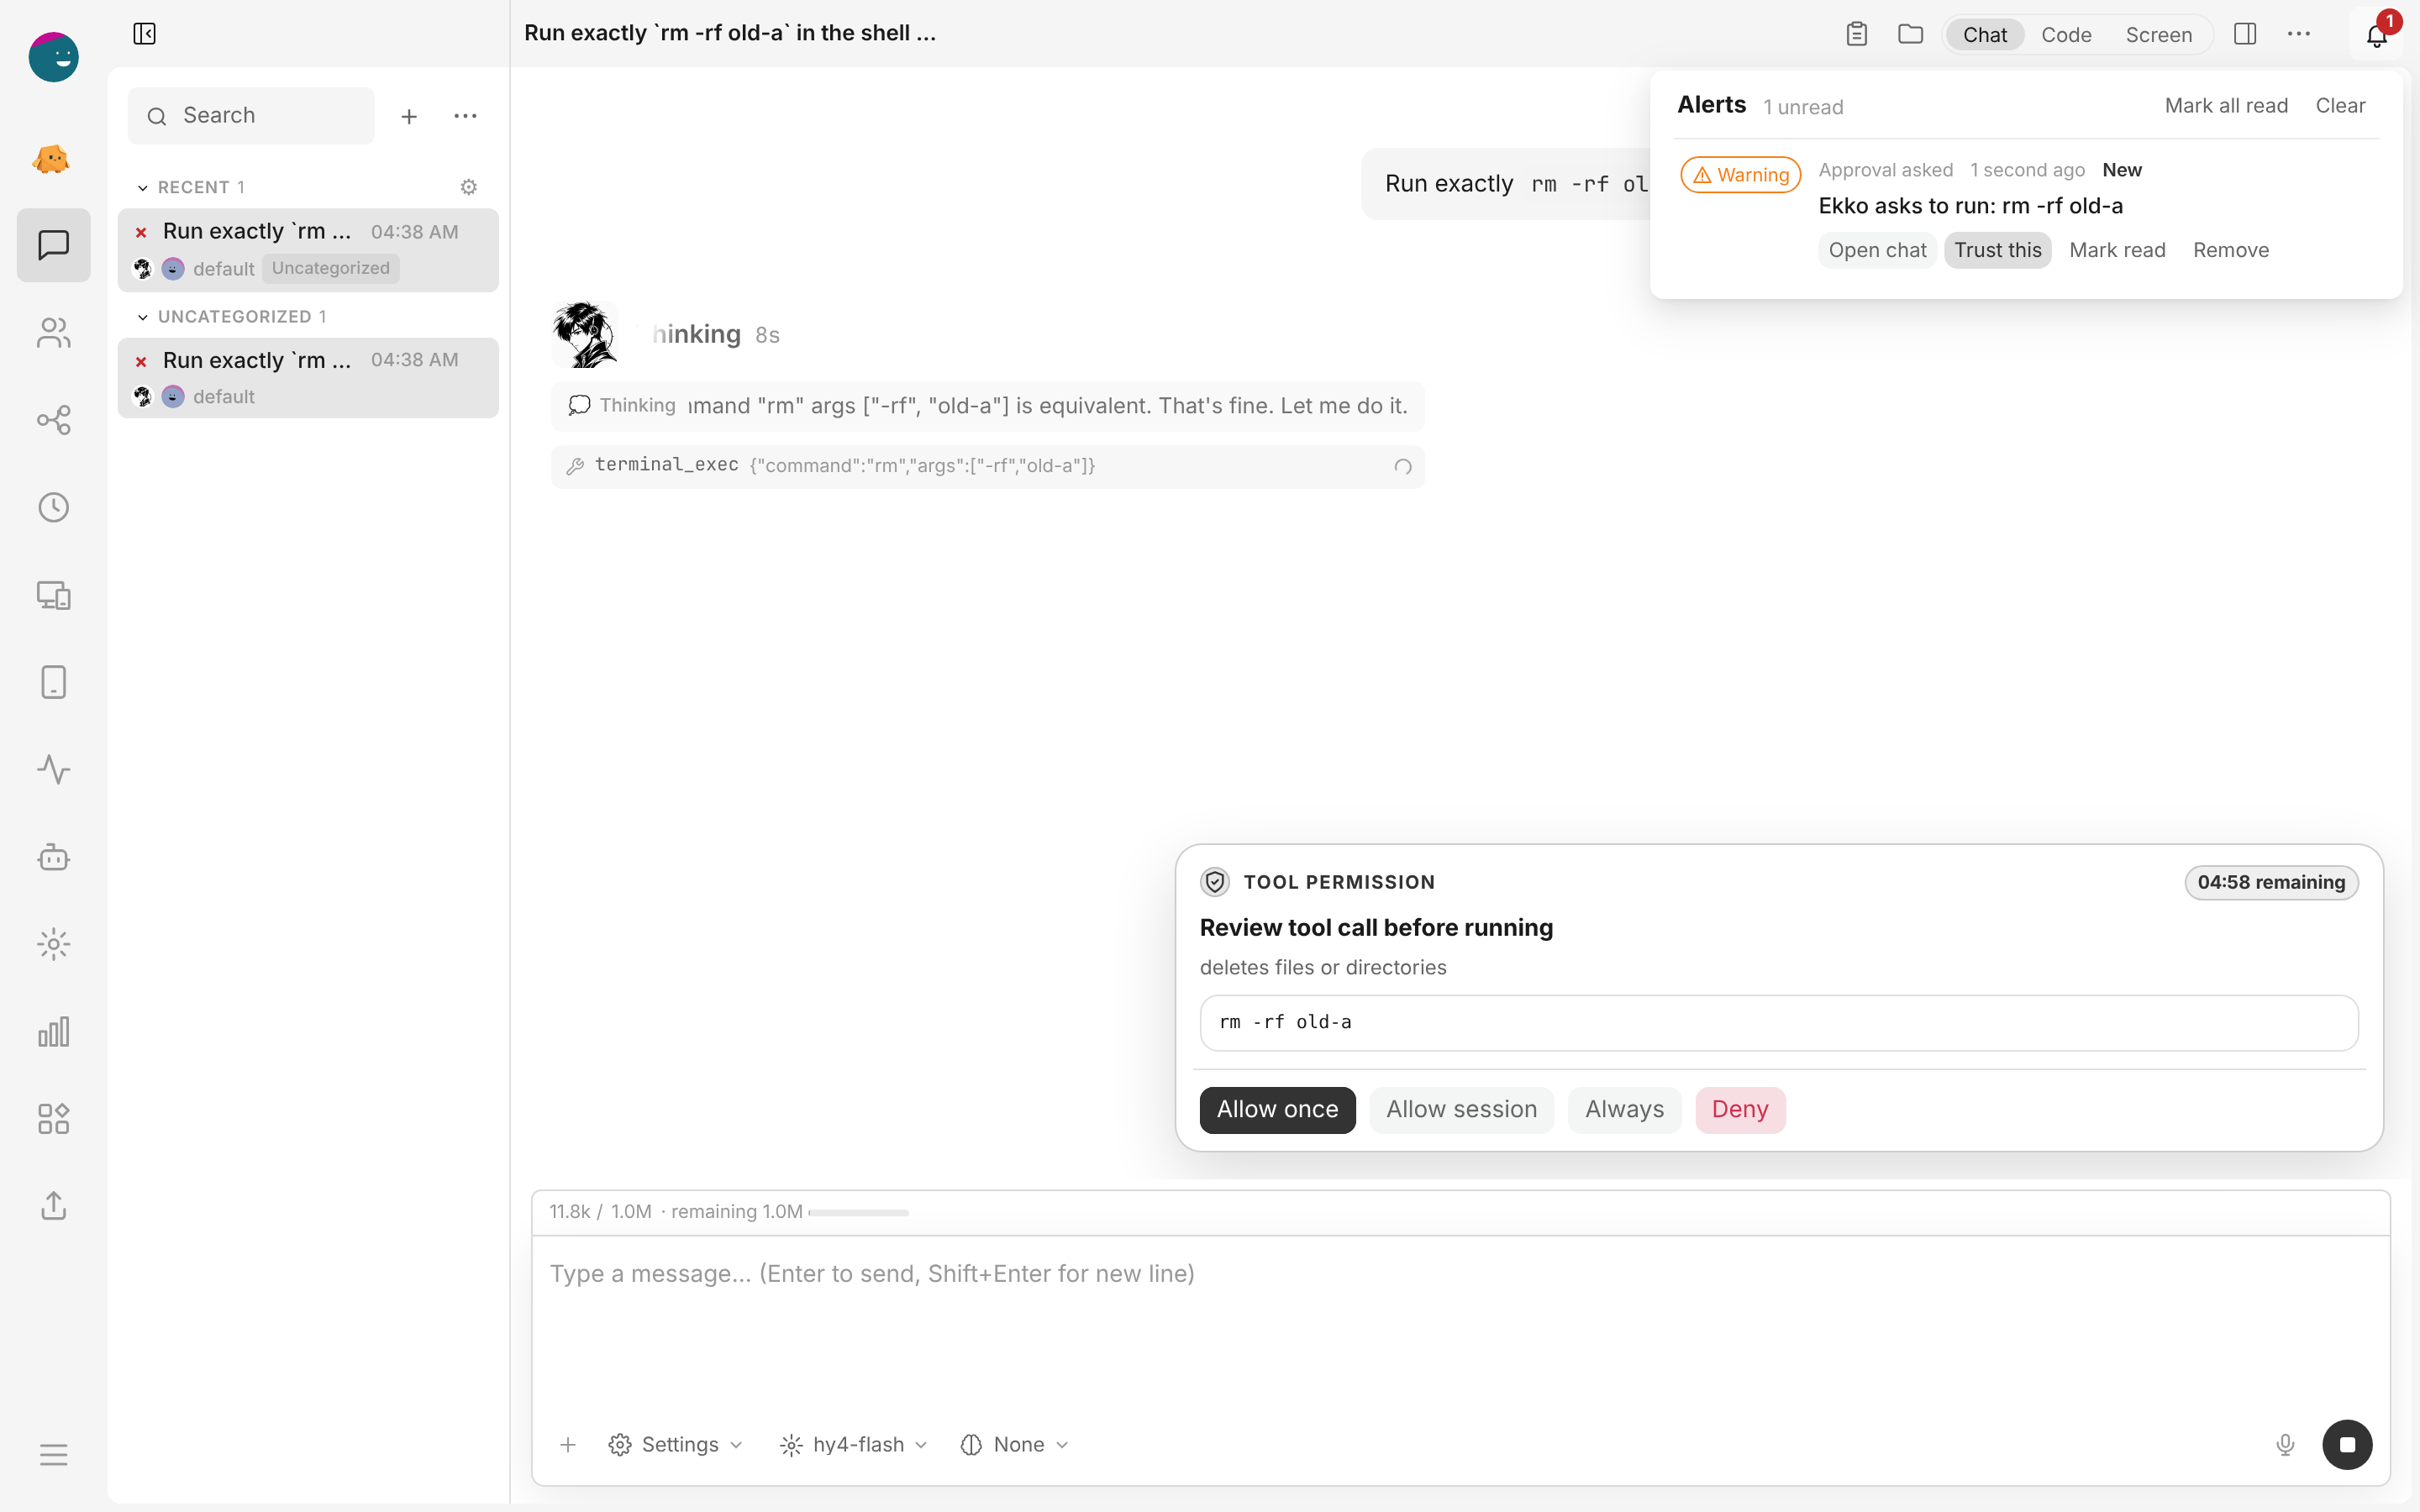 Run exactly `rm -rf old-a` in the shell ...
Chat
Code
Screen
1
Search
RECENT 1
Run exactly `rm ...
04:38 AM
default
Uncategorized
UNCATEGORIZED 1
Run exactly `rm ...
04:38 AM
default
Alerts
1 unread
Mark all read
Clear
Warning
Approval asked
1 second ago
New
Ekko asks to run: rm -rf old-a
Open chat
Trust this
Mark read
Remove
Run exactly rm -rf ol
hinking
8s
Thinking
mand "rm" args ["-rf", "old-a"] is equivalent. That's fine. Let me do it.
terminal_exec {"command":"rm","args":["-rf","old-a"]}
TOOL PERMISSION
04:58 remaining
Review tool call before running
deletes files or directories
rm -rf old-a
Allow once
Allow session
Always
Deny
11.8k / 1.0M · remaining 1.0M
Type a message... (Enter to send, Shift+Enter for new line)
Settings
hy4-flash
None